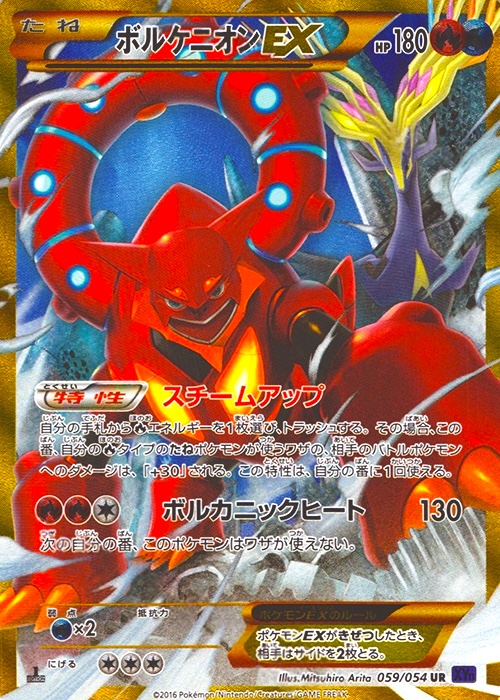 たね ボルケニオンEX HP180
とくせい
特性 スチームアップ
自分の手札から エネルギーを1枚選び、トラッシュする。その場合、この
番、自分の タイプのたねポケモンが使うワザの、相手のバトルポケモン
へのダメージは、「+30」される。この特性は、自分の番に1回使える。
ボルカニックヒート 130
次の自分の番、このポケモンはワザが使えない。
弱点 抵抗力
×2
にげる
ポケモンEXのルール
ポケモンEXがきぜつしたとき、
相手はサイドを2枚とる。
Illus. Mitsuhiro Arita 059/054 UR
©2016 Pokémon/Nintendo/Creatures/GAME FREAK.